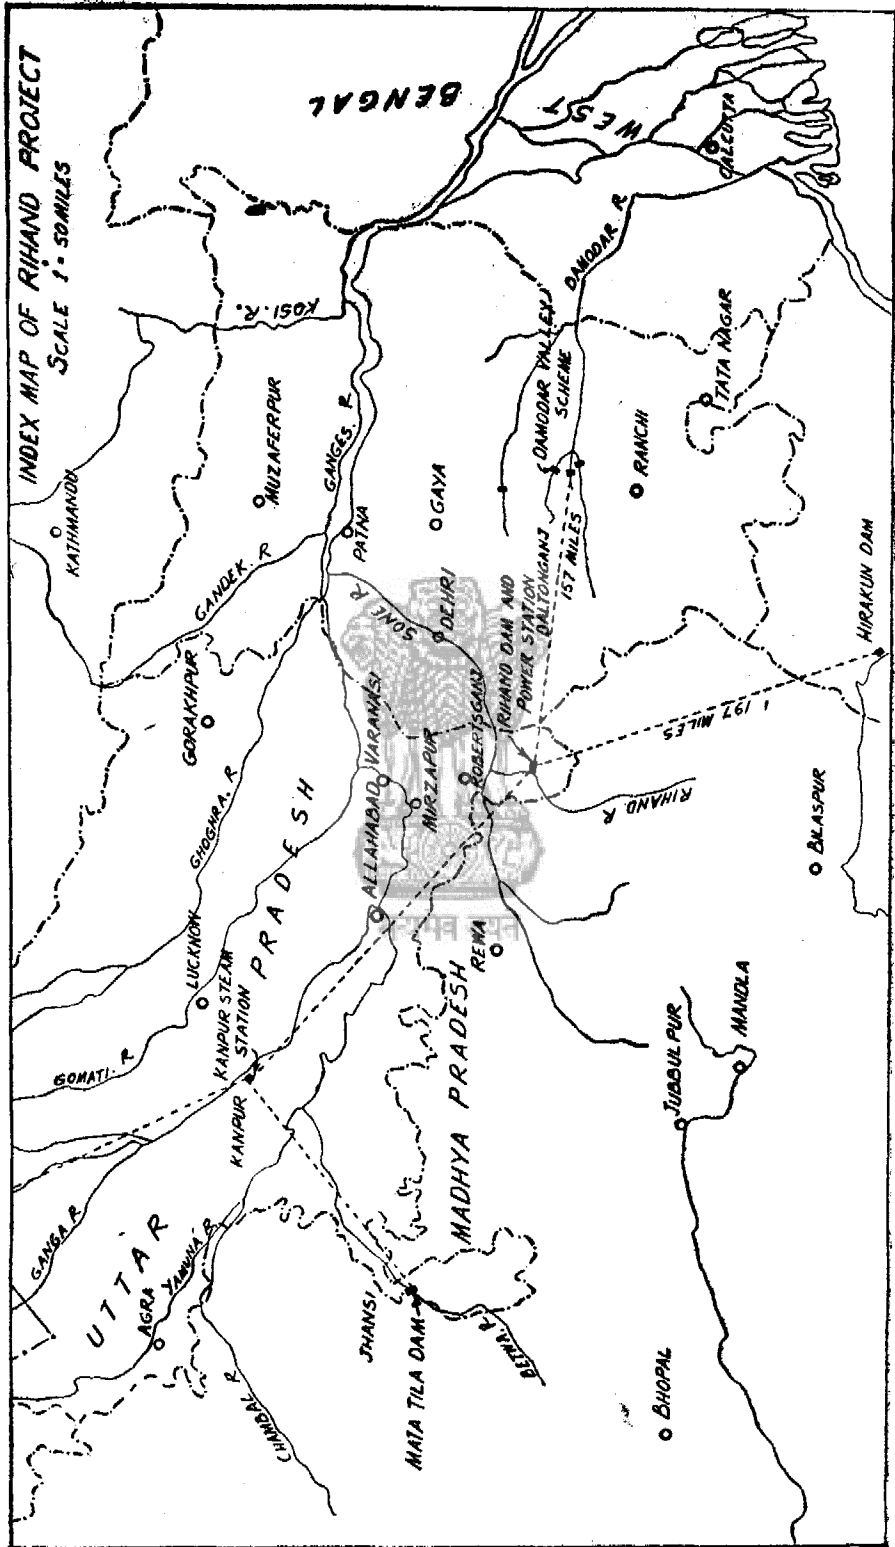 INDEX MAP OF RIHAND PROJECT
SCALE 1"= 50 MILES
KATHMANDU
KOSI. R.
BENGAL
WEST
MUZAFERPUR
GANDEK. R
GORAKHPUR
GHOGHRA. R
LUCKNOW
GOMATI. R
KANPUR STEAM
STATION
KANPUR
GANGA R
UTTAR
PRADESH
AGRA
YAMUNA R
CHAMBAL R
GANGES. R
PATNA
GAYA
SONE R
DEHRI
VARANASI
ALLAHABAD
MIRZAPUR
ROBERTSGANJ
RIHAND DAM AND
POWER STATION
DALTONGANJ
157 MILES
DAMODAR VALLEY
SCHEME
DAMODAR. R
CALCUTTA
RANCHI
TATA NAGAR
JHANSI
MATA TILA DAM
BETWA R.
MADHYA PRADESH
REWA
RIHAND R
197 MILES
HIRAKUN DAM
BILASPUR
MANDLA
JUBBULPUR
BHOPAL